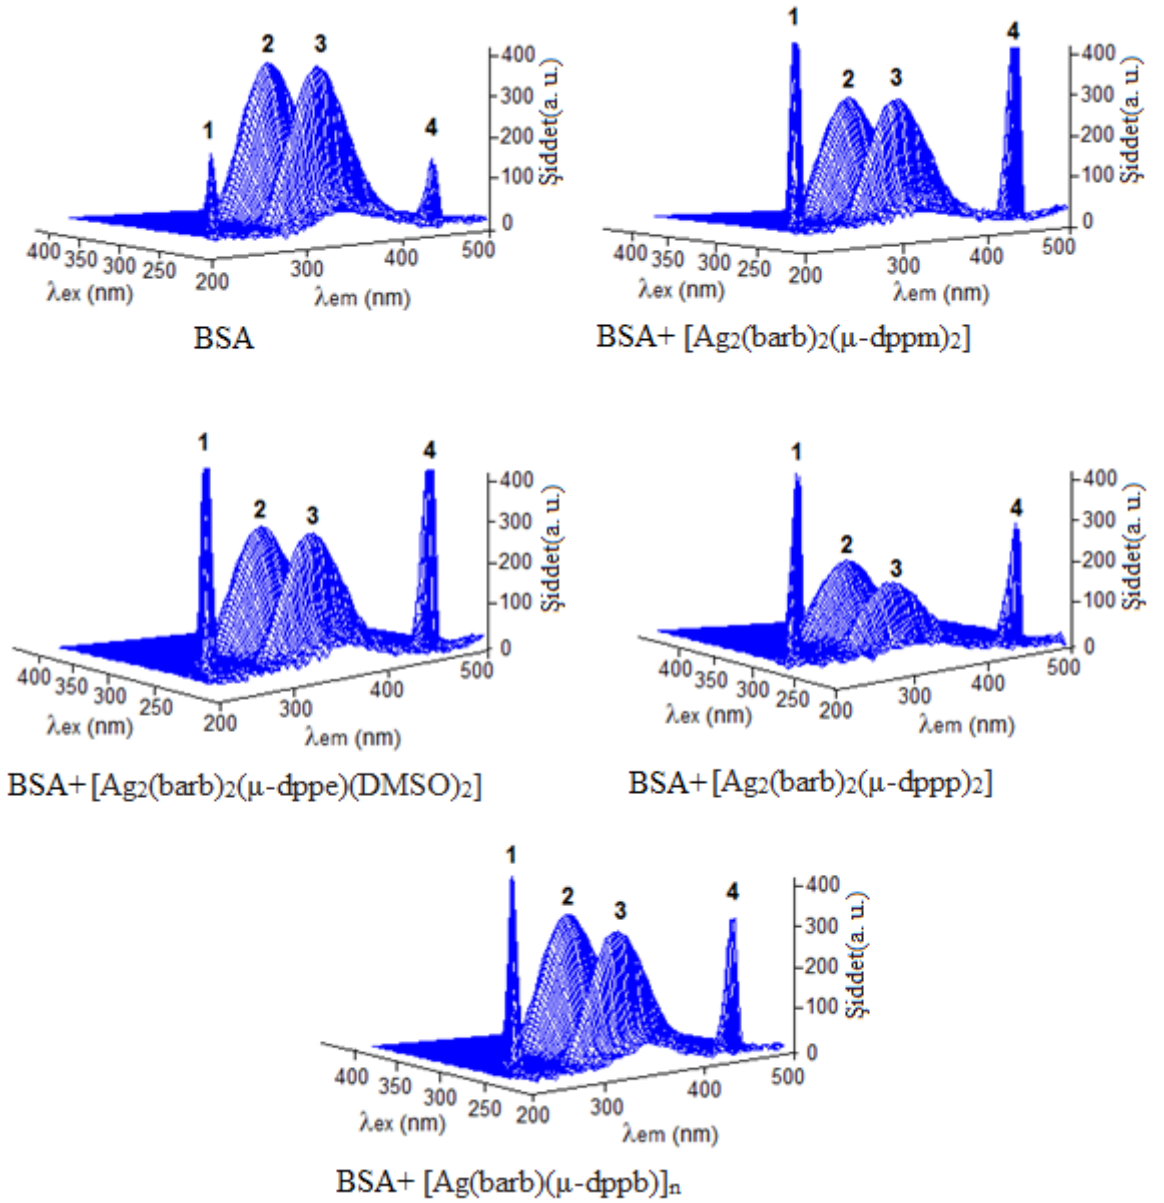 1
2
3
4
400
300
200
100
0
Şiddet(a. u.)
400 350 300 250 200
300
400
500
λex (nm)
λem (nm)
BSA
1
2
3
4
400
300
200
100
0
Şiddet(a. u.)
400 350 300 250 200
300
400
500
λex (nm)
λem (nm)
BSA+ [Ag2(barb)2(µ-dppm)2]
1
2
3
4
400
300
200
100
0
Şiddet(a. u.)
400 350 300 250 200
300
400
500
λex (nm)
λem (nm)
BSA+ [Ag2(barb)2(µ-dppe)(DMSO)2]
1
2
3
4
400
300
200
100
0
Şiddet(a. u.)
400 350 300 250 200
300
400
500
λex (nm)
λem (nm)
BSA+ [Ag2(barb)2(µ-dppp)2]
1
2
3
4
400
300
200
100
0
Şiddet(a. u.)
400 350 300 250 200
300
400
500
λex (nm)
λem (nm)
BSA+ [Ag(barb)(µ-dppb)]n